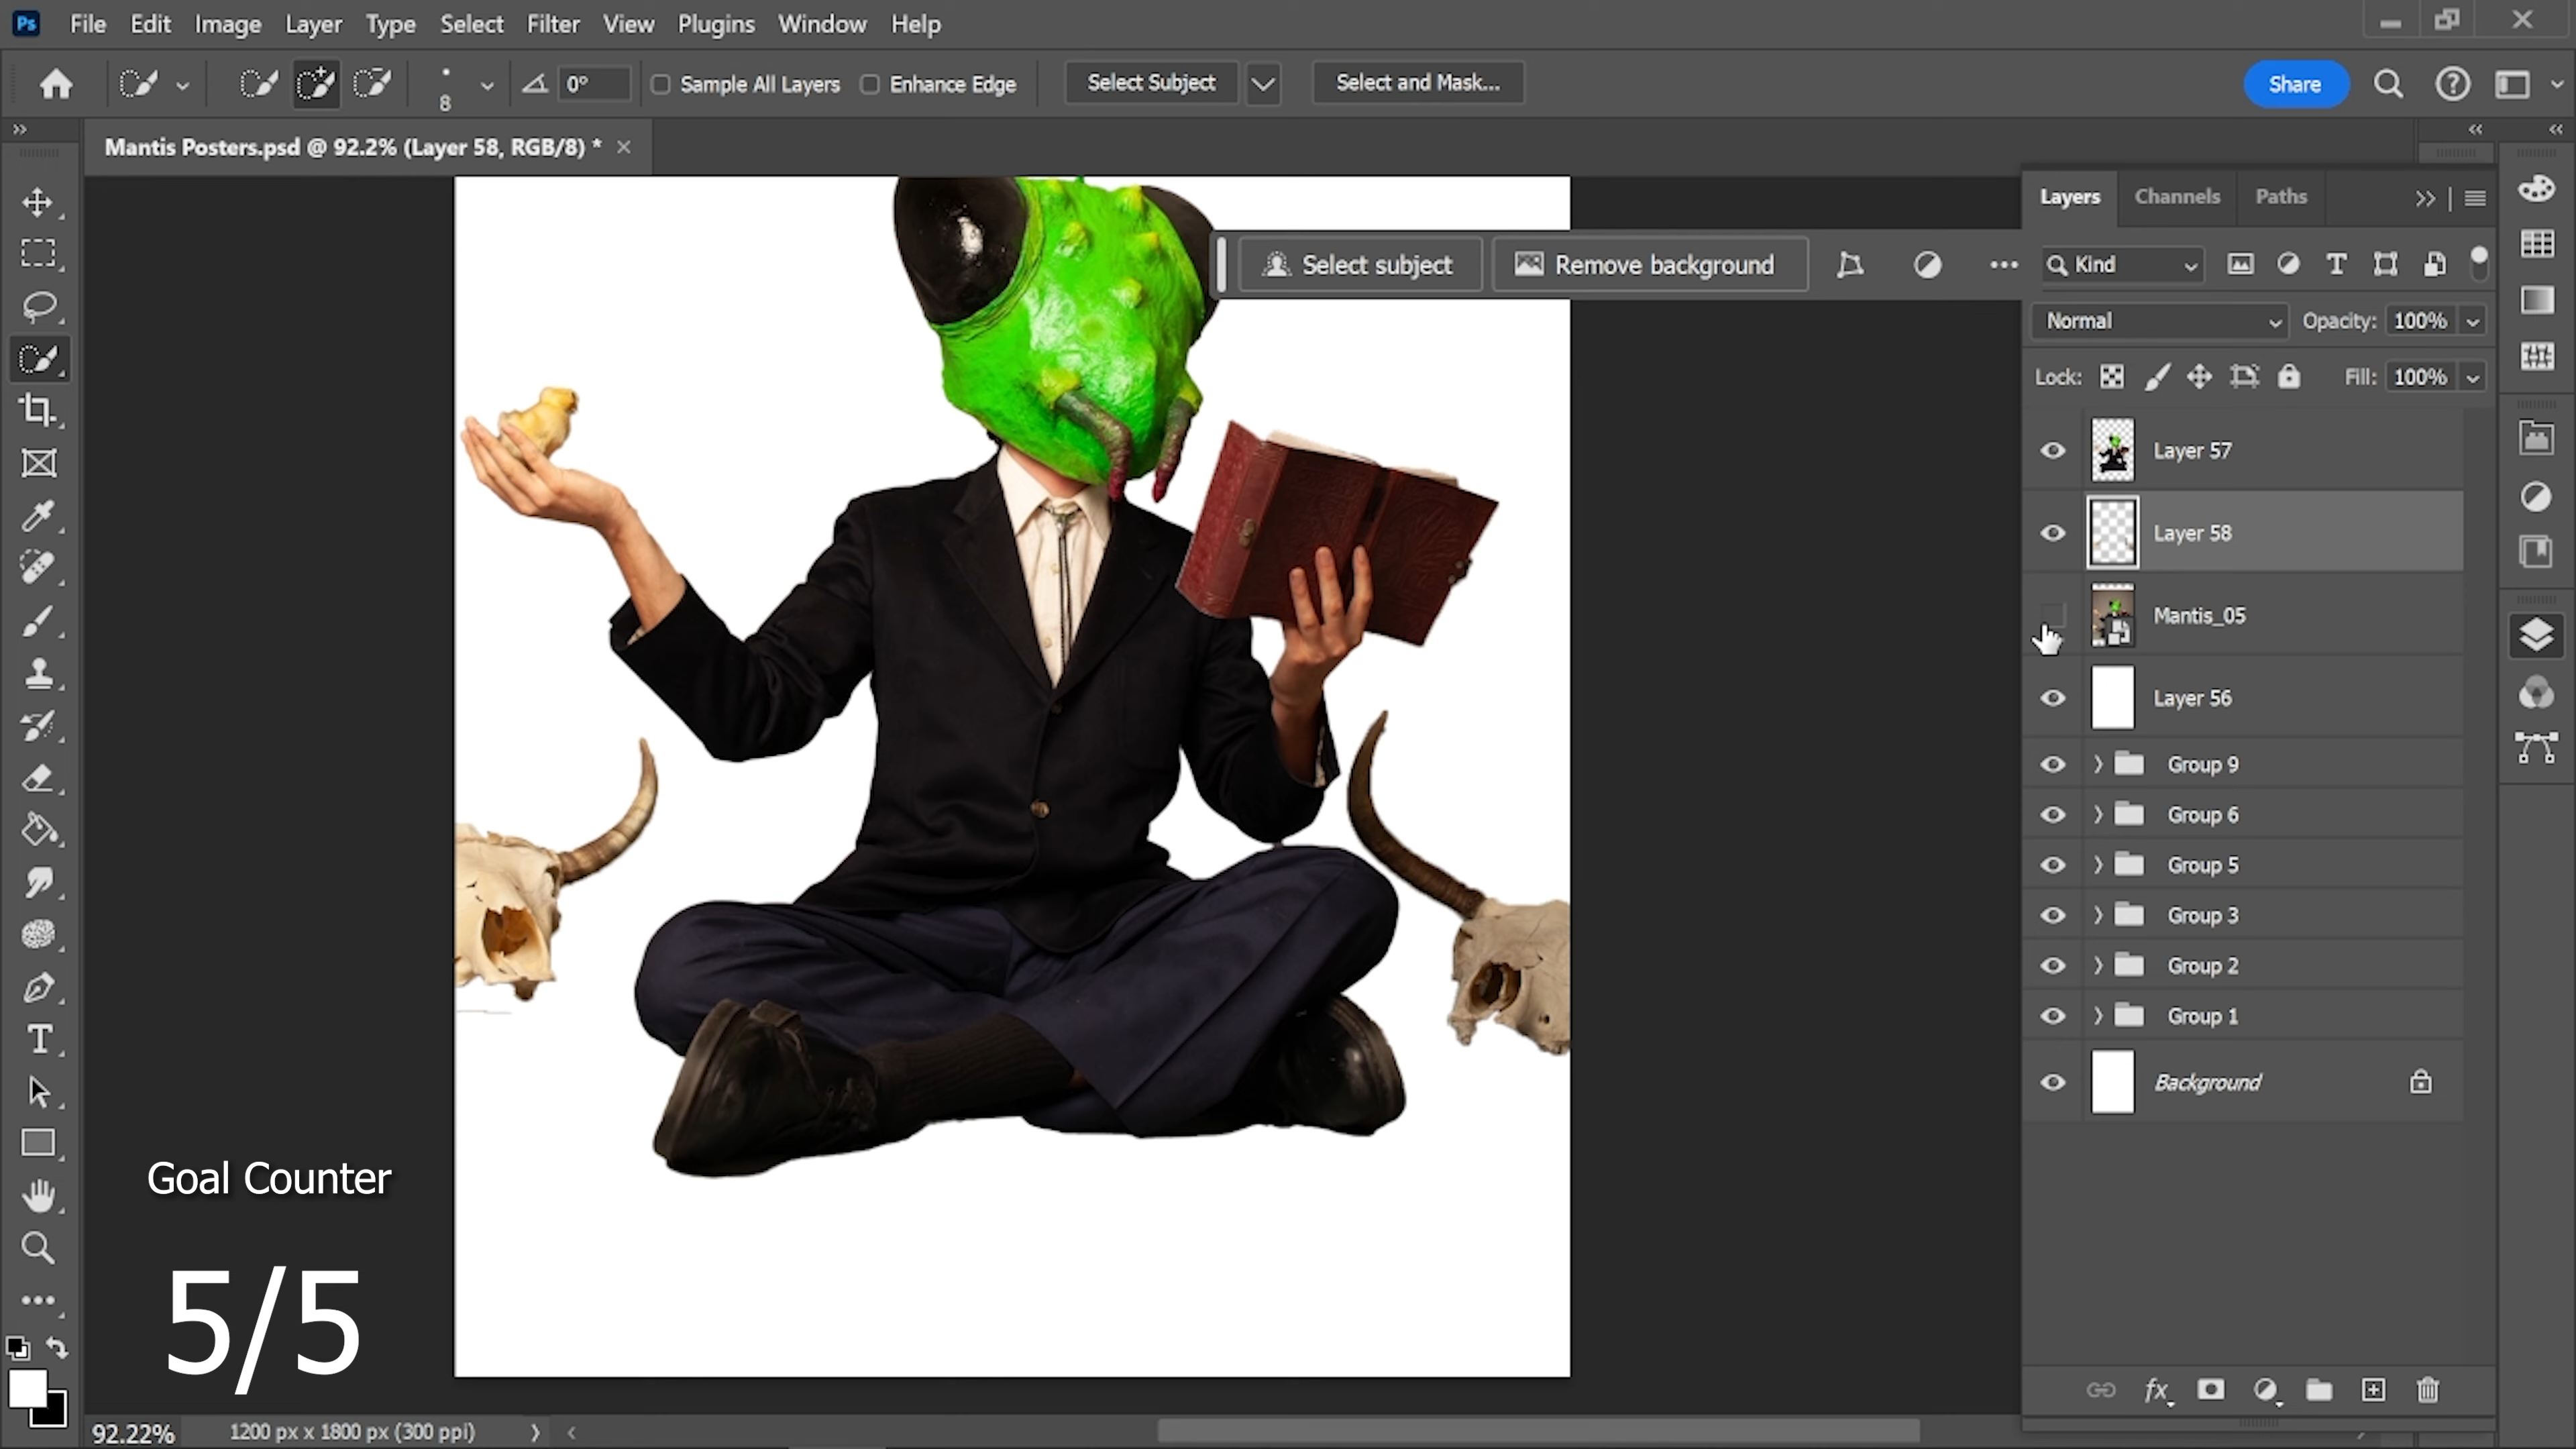 Ps File Edit Image Layer Type Select Filter View Plugins Window Help
8 0° Sample All Layers Enhance Edge Select Subject Select and Mask... Share
Mantis Posters.psd @ 92.2% (Layer 58, RGB/8) *
Layers Channels Paths
Select subject Remove background
Kind
Normal Opacity: 100%
Lock: Fill: 100%
Layer 57
Layer 58
Mantis_05
Layer 56
Group 9
Group 6
Group 5
Group 3
Group 2
Group 1
Background
Goal Counter
5/5
fx
92.22% 1200 px x 1800 px (300 ppi)